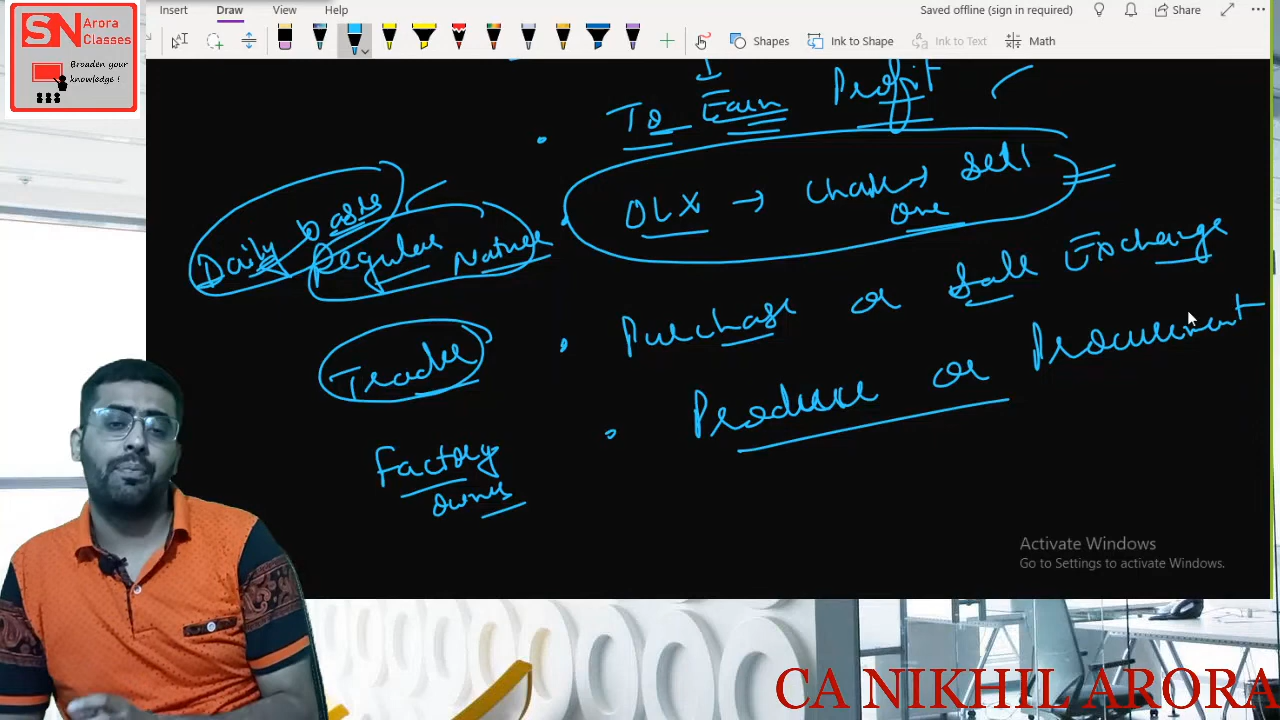 Insert Draw View Help
Saved offline (sign in required) Share
Shapes Ink to Shape Ink to Text Math
SN Arora Classes
Broaden your knowledge !
To Earn Profit
OLX → Chair → Sell
One
Daily basis
Regular Nature
Purchase or Sale Exchange
Trader
Produce or Procurement
Factory
owner
Activate Windows
Go to Settings to activate Windows.
CA NIKHIL ARORA